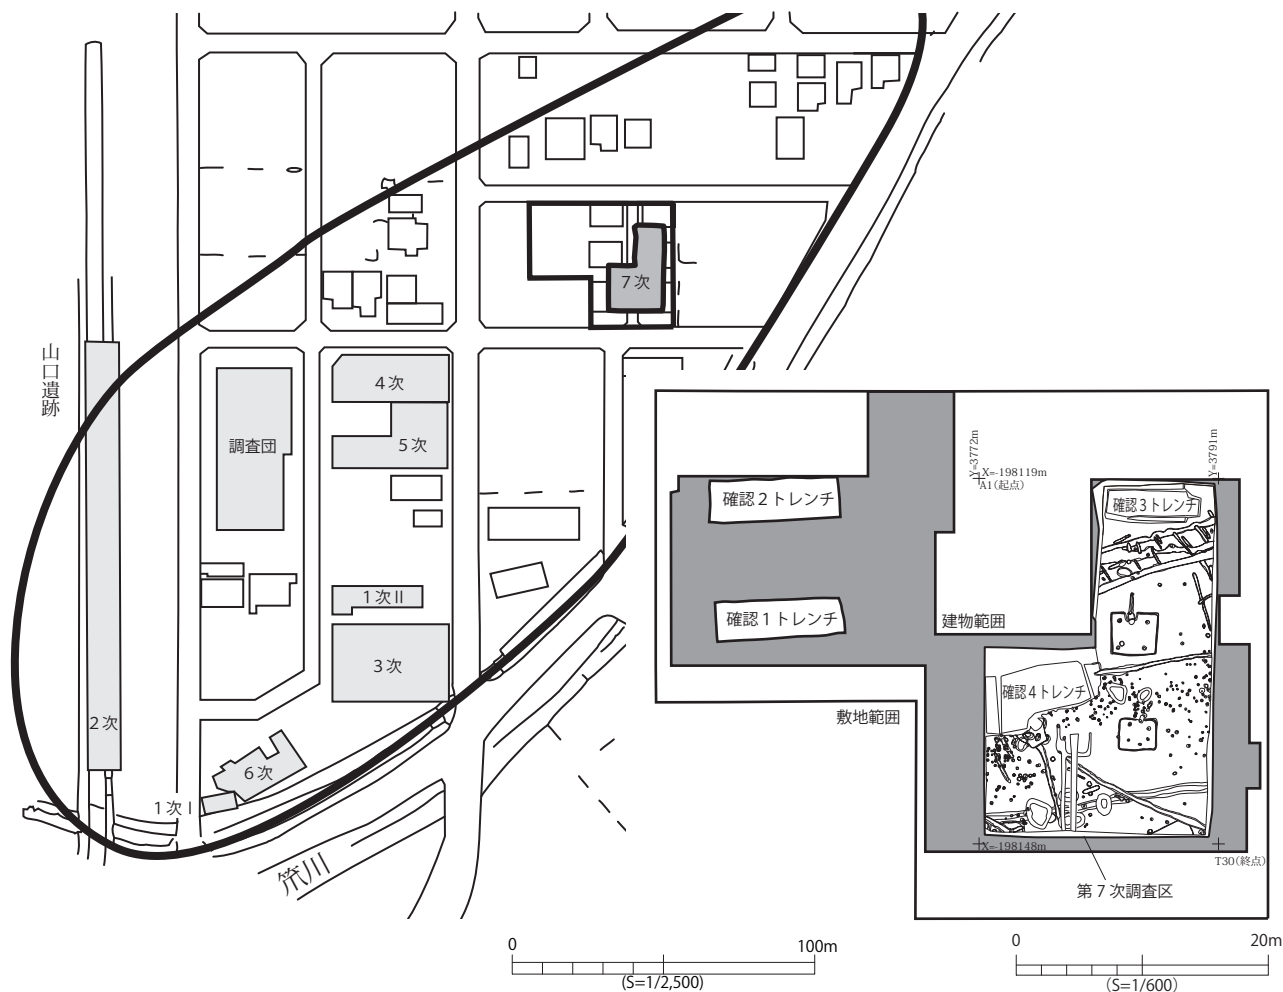 山口遺跡
7次
4次
5次
調査団
1次II
3次
2次
6次
1次I
笊川
Y=3772m
X=-198119m
A1(起点)
Y=3791m
確認2トレンチ
確認3トレンチ
確認1トレンチ
建物範囲
確認4トレンチ
敷地範囲
X=-198148m
T30(終点)
第7次調査区
0 100m
(S=1/2,500)
0 20m
(S=1/600)